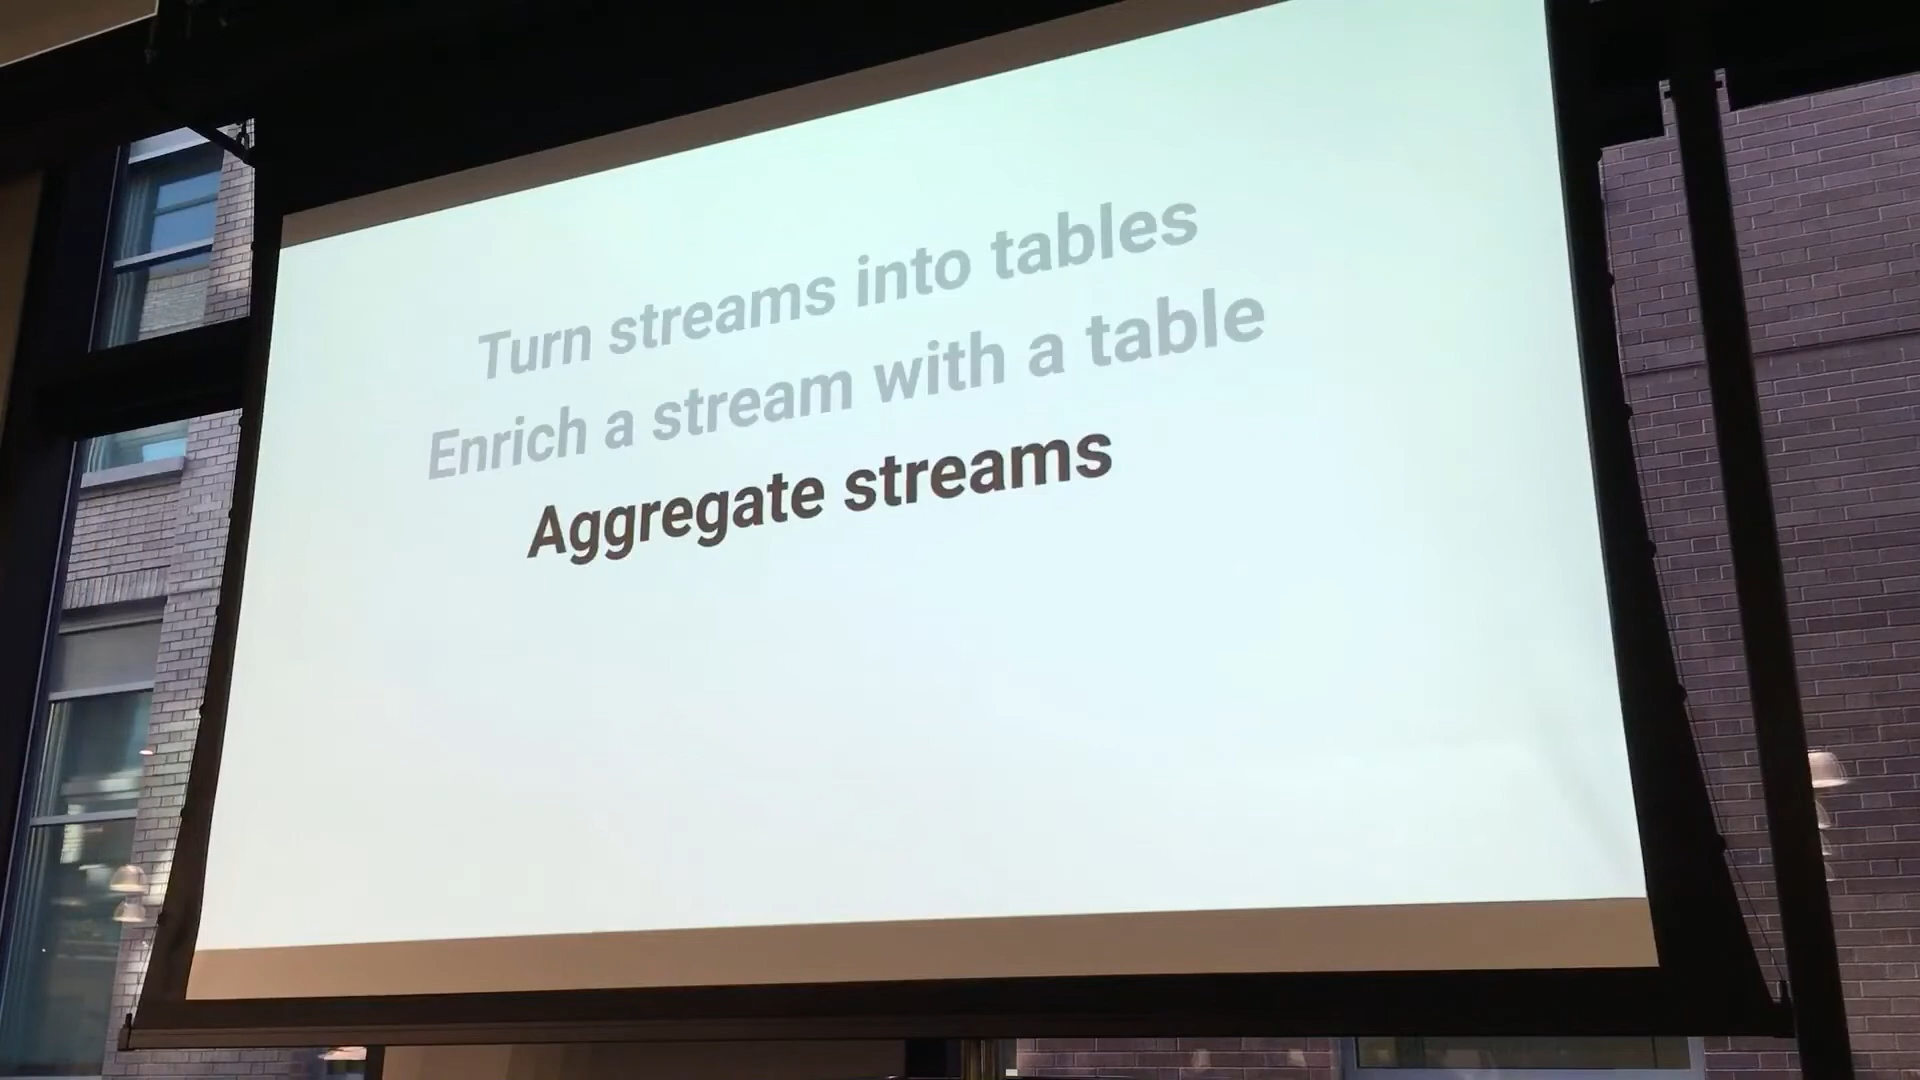 Turn streams into tables
Enrich a stream with a table
Aggregate streams